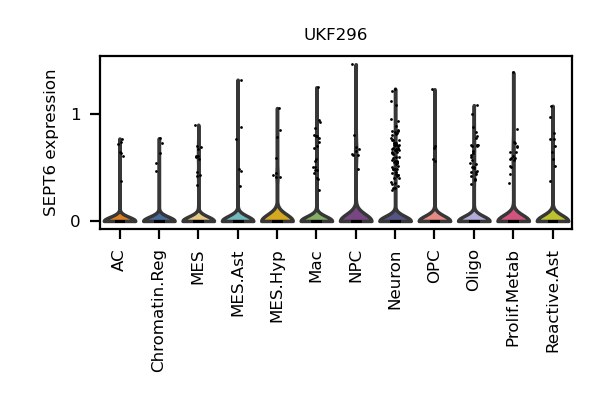 UKF296
SEPT6 expression
1
0
AC
Chromatin.Reg
MES
MES.Ast
MES.Hyp
Mac
NPC
Neuron
OPC
Oligo
Prolif.Metab
Reactive.Ast